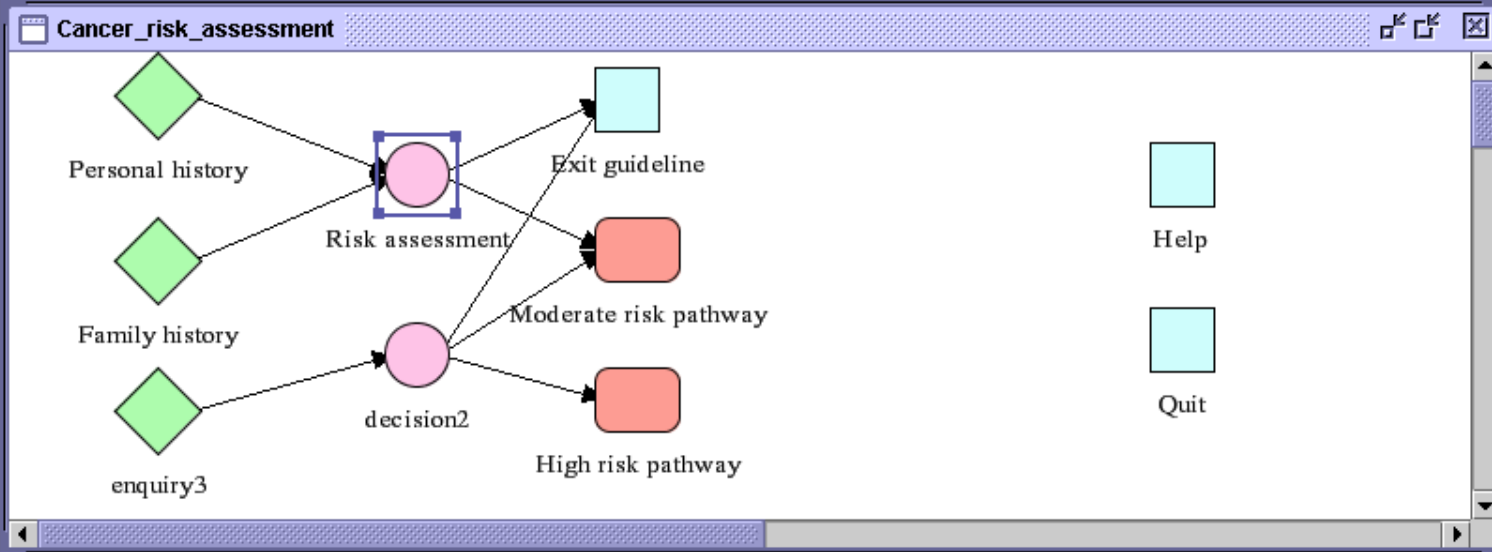 Cancer_risk_assessment
Personal history
Exit guideline
Risk assessment
Help
Family history
Moderate risk pathway
decision2
Quit
High risk pathway
enquiry3